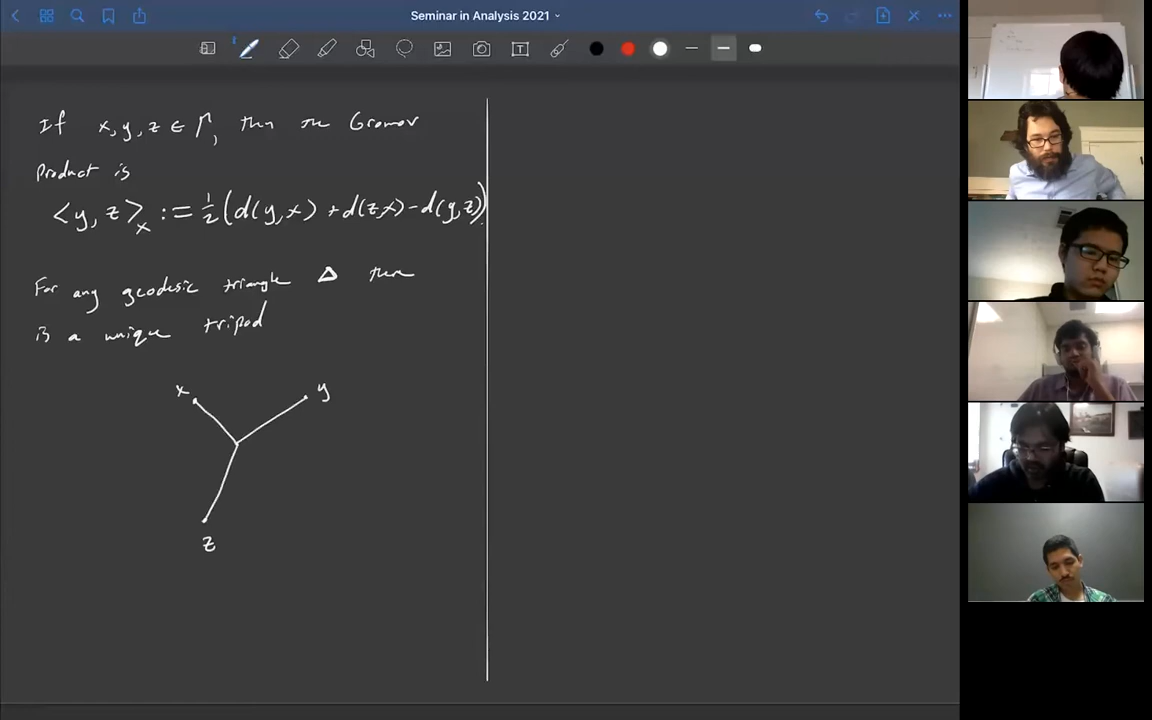 Seminar in Analysis 2021
If x, y, z ∈ Γ, then the Gromov
Product is
<y, z>ₓ := 1/2 (d(y,x) + d(z,x) - d(y,z))
For any geodesic triangle Δ there
is a unique tripod
x
y
z